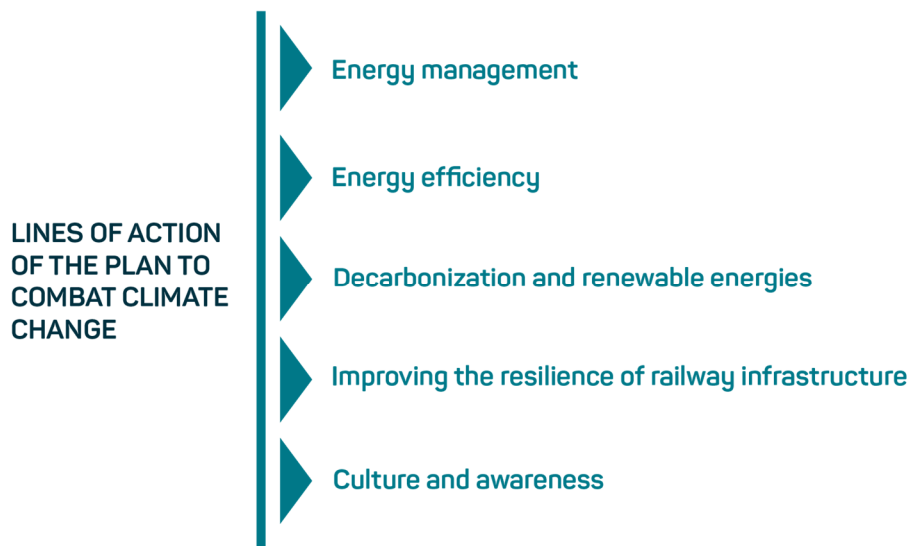 LINES OF ACTION
OF THE PLAN TO
COMBAT CLIMATE
CHANGE
Energy management
Energy efficiency
Decarbonization and renewable energies
Improving the resilience of railway infrastructure
Culture and awareness